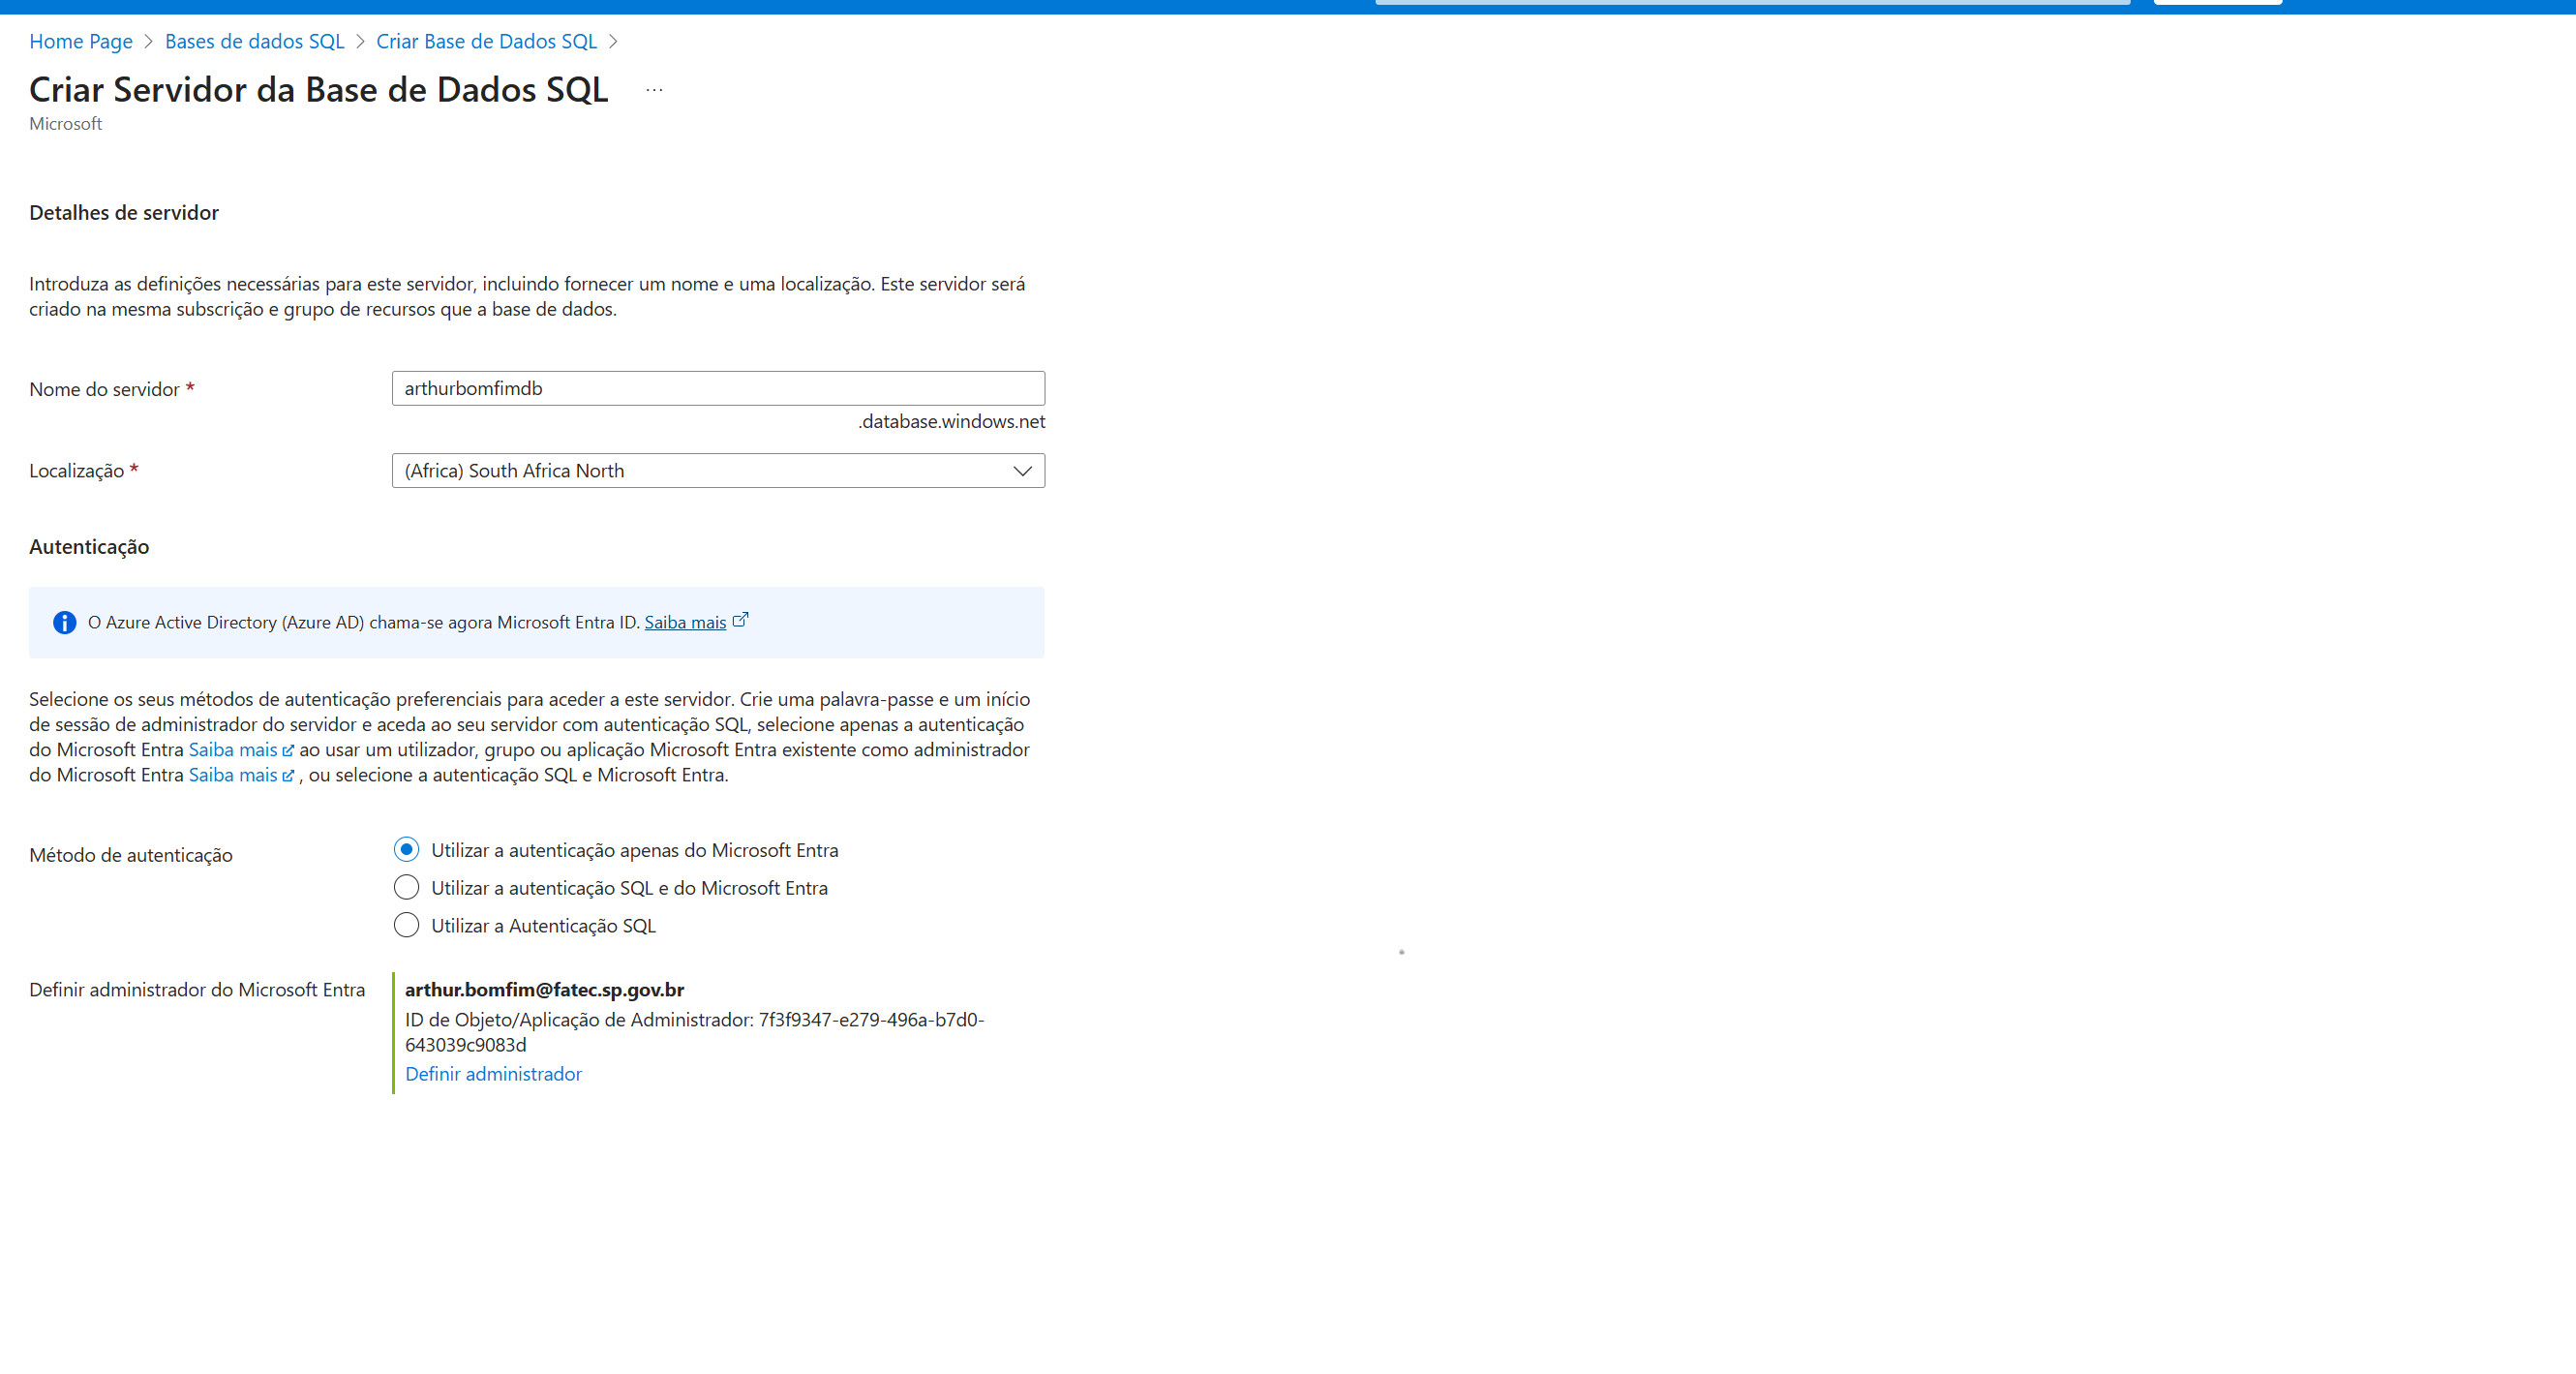 Home Page > Bases de dados SQL > Criar Base de Dados SQL >
Criar Servidor da Base de Dados SQL ...
Microsoft
Detalhes de servidor
Introduza as definições necessárias para este servidor, incluindo fornecer um nome e uma localização. Este servidor será
criado na mesma subscrição e grupo de recursos que a base de dados.
Nome do servidor *
arthurbomfimdb
.database.windows.net
Localização *
(Africa) South Africa North
Autenticação
O Azure Active Directory (Azure AD) chama-se agora Microsoft Entra ID. Saiba mais
Selecione os seus métodos de autenticação preferenciais para aceder a este servidor. Crie uma palavra-passe e um início
de sessão de administrador do servidor e aceda ao seu servidor com autenticação SQL, selecione apenas a autenticação
do Microsoft Entra Saiba mais ao usar um utilizador, grupo ou aplicação Microsoft Entra existente como administrador
do Microsoft Entra Saiba mais , ou selecione a autenticação SQL e Microsoft Entra.
Método de autenticação
Utilizar a autenticação apenas do Microsoft Entra
Utilizar a autenticação SQL e do Microsoft Entra
Utilizar a Autenticação SQL
Definir administrador do Microsoft Entra
arthur.bomfim@fatec.sp.gov.br
ID de Objeto/Aplicação de Administrador: 7f3f9347-e279-496a-b7d0-
643039c9083d
Definir administrador